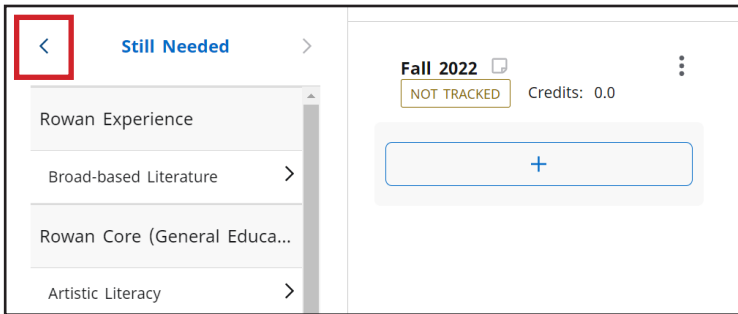 Still Needed
Rowan Experience
Broad-based Literature
Rowan Core (General Educa...
Artistic Literacy
Fall 2022
NOT TRACKED Credits: 0.0
+